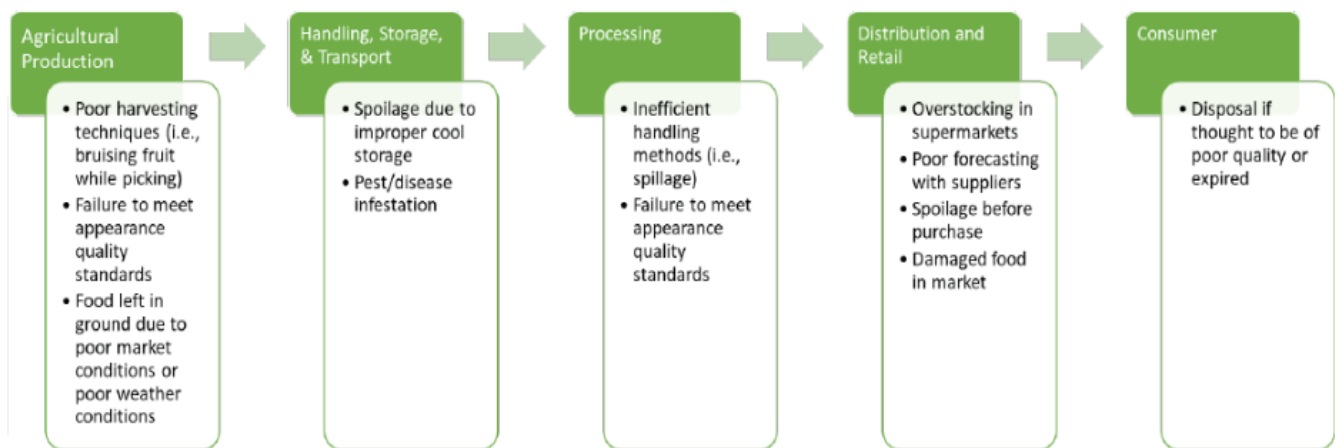 Agricultural
Production
• Poor harvesting
techniques (i.e.,
bruising fruit
while picking)
• Failure to meet
appearance
quality
standards
• Food left in
ground due to
poor market
conditions or
poor weather
conditions
Handling, Storage,
& Transport
• Spoilage due to
improper cool
storage
• Pest/disease
infestation
Processing
• Inefficient
handling
methods (i.e.,
spillage)
• Failure to meet
appearance
quality
standards
Distribution and
Retail
• Overstocking in
supermarkets
• Poor forecasting
with suppliers
• Spoilage before
purchase
• Damaged food
in market
Consumer
• Disposal if
thought to be of
poor quality or
expired